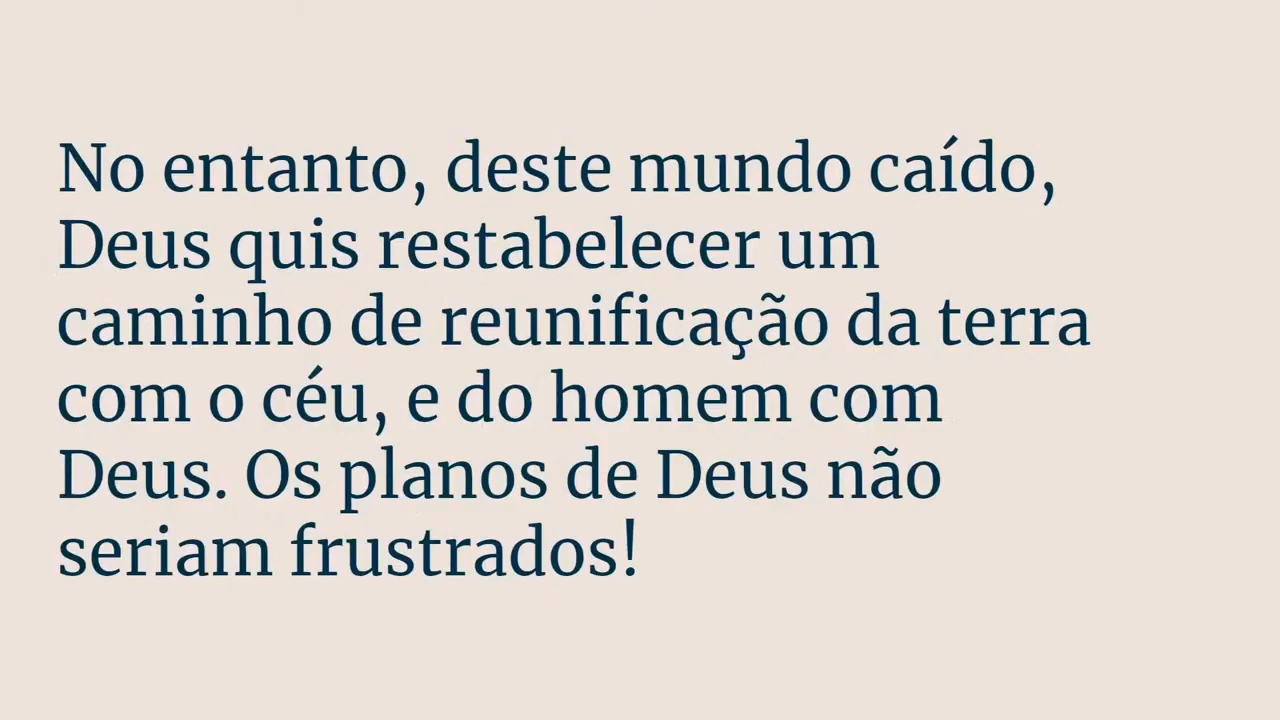 No entanto, deste mundo caído,
Deus quis restabelecer um
caminho de reunificação da terra
com o céu, e do homem com
Deus. Os planos de Deus não
seriam frustrados!